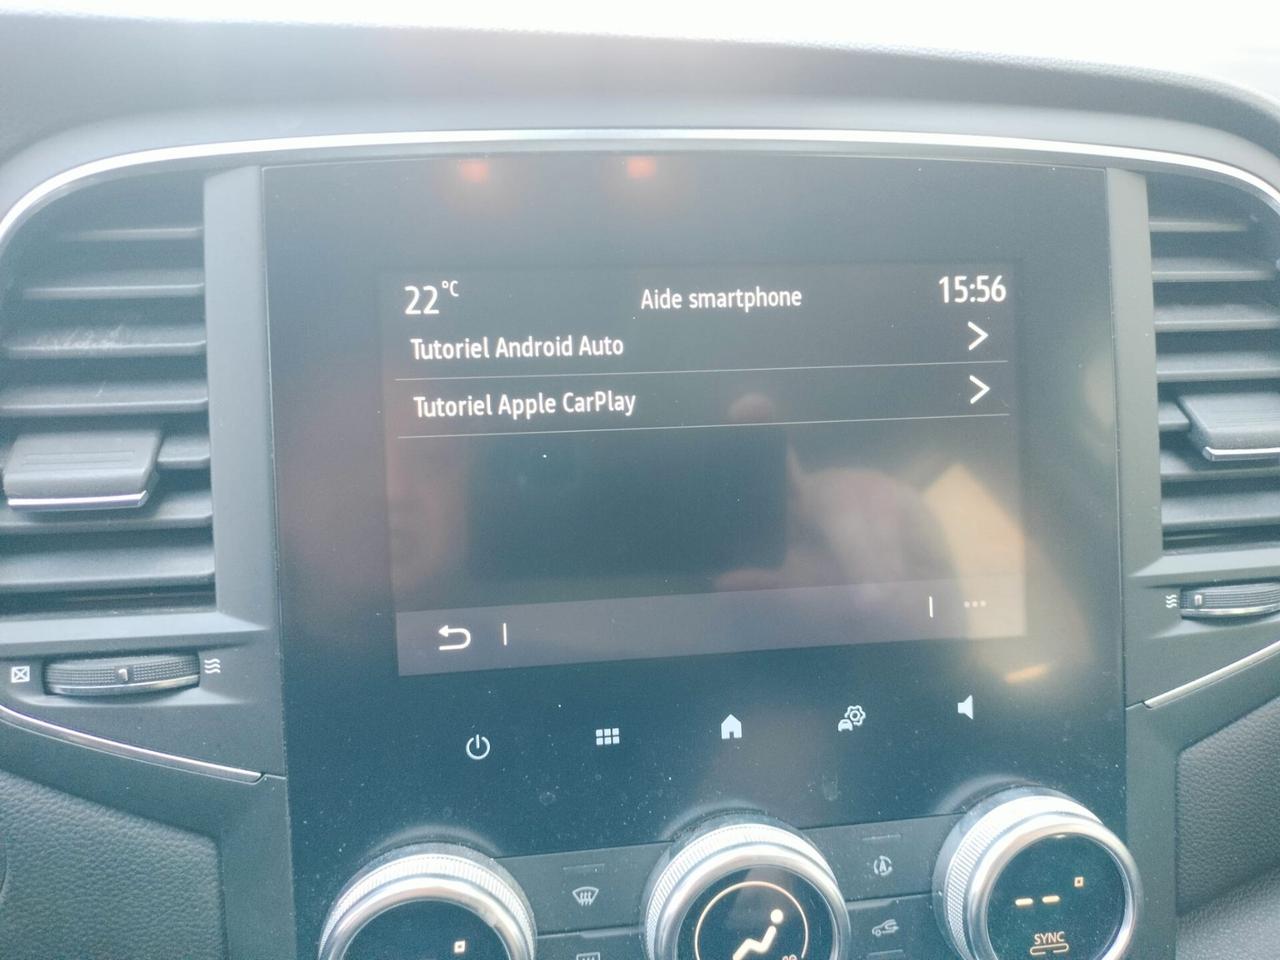 22°C Aide smartphone 15:56
Tutoriel Android Auto
Tutoriel Apple CarPlay
SYNC